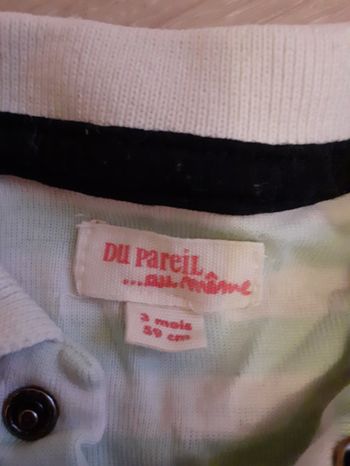 DU PAREIL
...au même
3 mois
59 cm